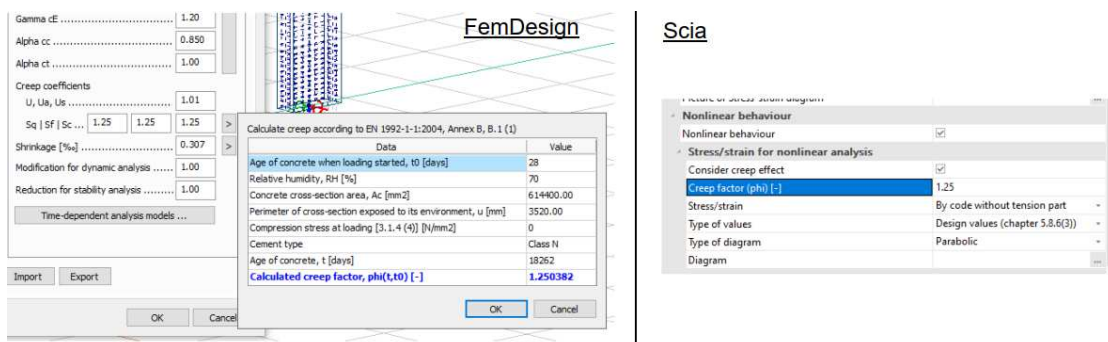 FemDesign
Gamma cE ................................ 1.20
Alpha cc .................................. 0.850
Alpha ct .................................. 1.00
Creep coefficients
U, Ua, Us ............................. 1.01
Sq | Sf | Sc ... 1.25 1.25 1.25 >
Shrinkage [‰] ......................... 0.307 >
Modification for dynamic analysis ...... 1.00
Reduction for stability analysis ......... 1.00
Time-dependent analysis models ...
Import Export
OK Cancel
Calculate creep according to EN 1992-1-1:2004, Annex B, B.1 (1)
Data Value
Age of concrete when loading started, t0 [days] 28
Relative humidity, RH [%] 70
Concrete cross-section area, Ac [mm2] 614400.00
Perimeter of cross-section exposed to its environment, u [mm] 3520.00
Compression stress at loading [3.1.4 (4)] [N/mm2] 0
Cement type Class N
Age of concrete, t [days] 18262
Calculated creep factor, phi(t,t0) [-] 1.250382
OK Cancel
Scia
Picture of Stress-strain diagram ...
Nonlinear behaviour
Nonlinear behaviour
Stress/strain for nonlinear analysis
Consider creep effect
Creep factor (phi) [-] 1.25
Stress/strain By code without tension part
Type of values Design values (chapter 5.8.6(3))
Type of diagram Parabolic
Diagram ...